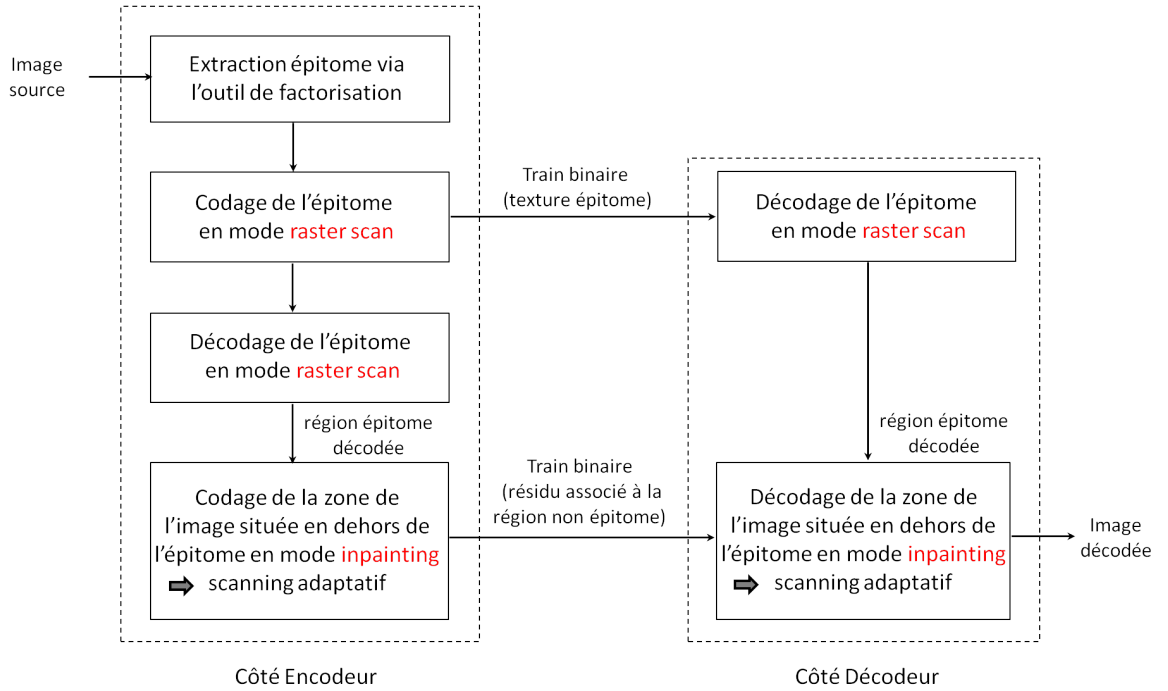 Image
source
Extraction épitome via
l'outil de factorisation
Codage de l'épitome
en mode raster scan
Décodage de l'épitome
en mode raster scan
région épitome
décodée
Codage de la zone de
l'image située en dehors de
l'épitome en mode inpainting
scanning adaptatif
Côté Encodeur
Train binaire
(texture épitome)
Train binaire
(résidu associé à la
région non épitome)
Décodage de l'épitome
en mode raster scan
région épitome
décodée
Décodage de la zone de
l'image située en dehors de
l'épitome en mode inpainting
scanning adaptatif
Image
décodée
Côté Décodeur